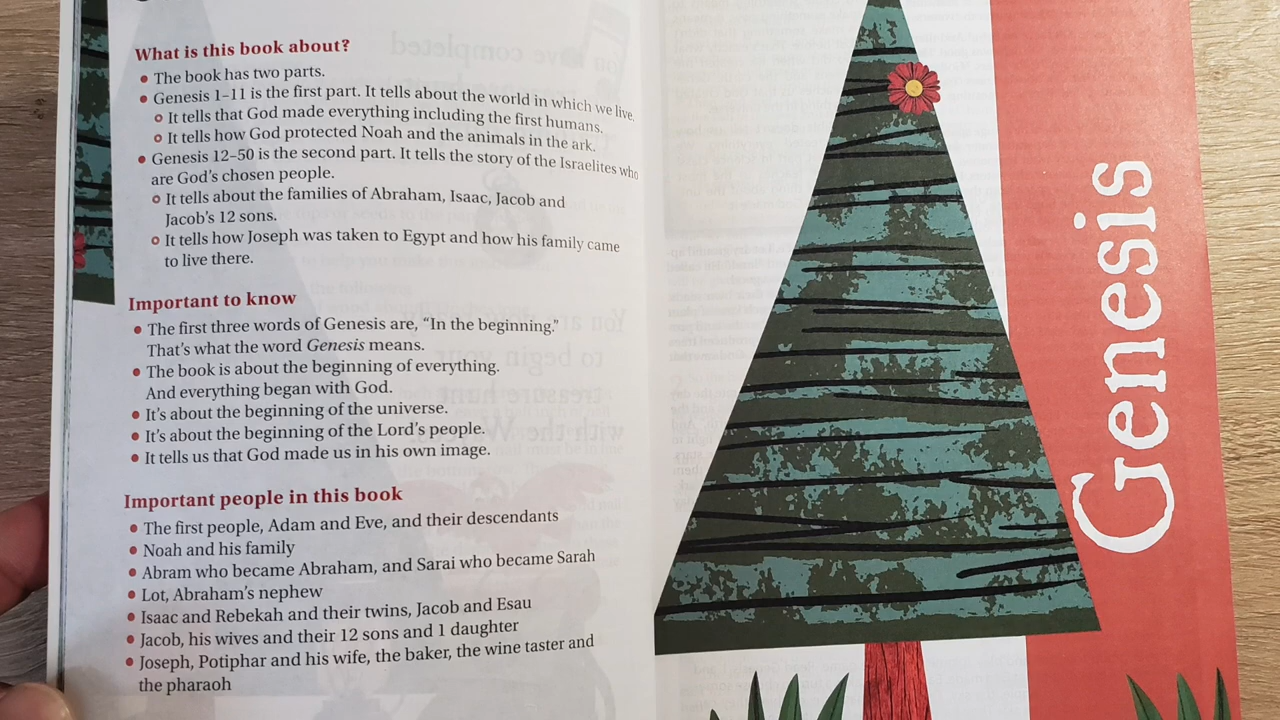 What is this book about?
• The book has two parts.
• Genesis 1–11 is the first part. It tells about the world in which we live.
∘ It tells that God made everything including the first humans.
∘ It tells how God protected Noah and the animals in the ark.
• Genesis 12–50 is the second part. It tells the story of the Israelites who
are God's chosen people.
∘ It tells about the families of Abraham, Isaac, Jacob and
Jacob's 12 sons.
∘ It tells how Joseph was taken to Egypt and how his family came
to live there.
Important to know
• The first three words of Genesis are, “In the beginning.”
That's what the word Genesis means.
• The book is about the beginning of everything.
And everything began with God.
• It's about the beginning of the universe.
• It's about the beginning of the Lord's people.
• It tells us that God made us in his own image.
Important people in this book
• The first people, Adam and Eve, and their descendants
• Noah and his family
• Abram who became Abraham, and Sarai who became Sarah
• Lot, Abraham's nephew
• Isaac and Rebekah and their twins, Jacob and Esau
• Jacob, his wives and their 12 sons and 1 daughter
• Joseph, Potiphar and his wife, the baker, the wine taster and
the pharaoh
Genesis